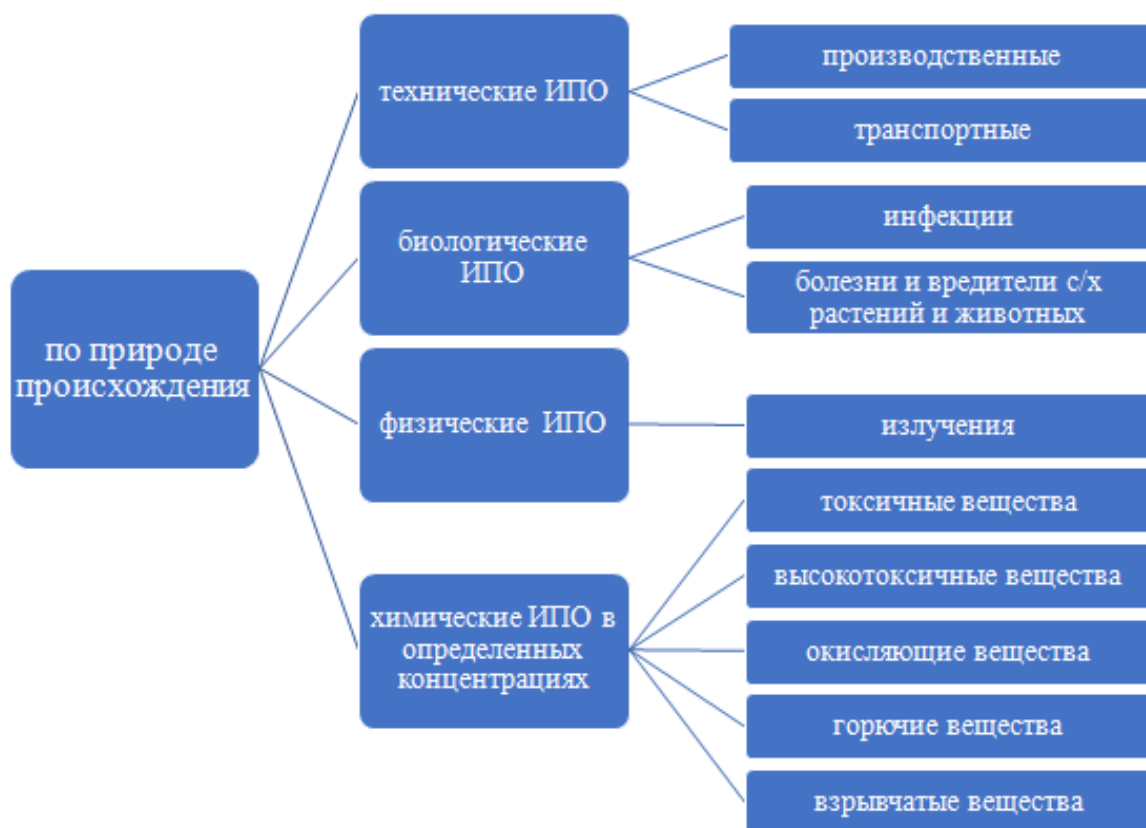 по природе
происхождения
технические ИПО
производственные
транспортные
биологические
ИПО
инфекции
болезни и вредители с/х
растений и животных
физические ИПО
излучения
химические ИПО в
определенных
концентрациях
токсичные вещества
высокотоксичные вещества
окисляющие вещества
горючие вещества
взрывчатые вещества